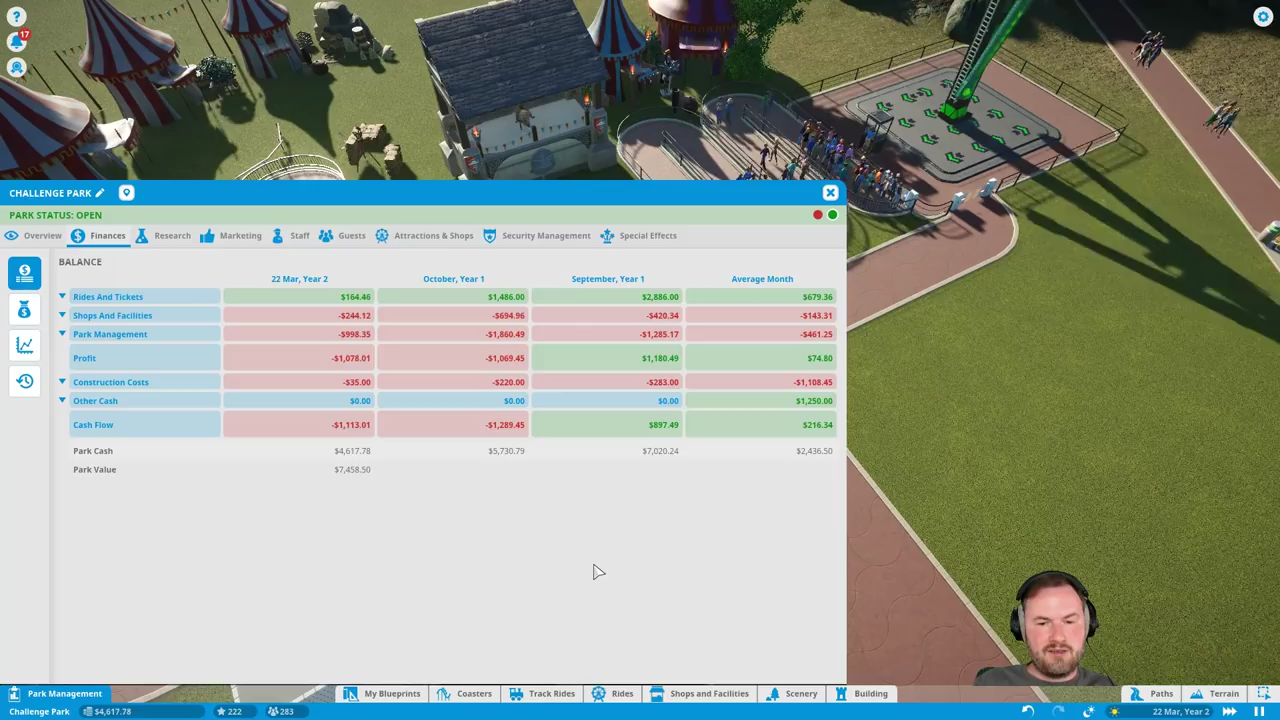 17
CHALLENGE PARK
PARK STATUS: OPEN
Overview Finances Research Marketing Staff Guests Attractions & Shops Security Management Special Effects
BALANCE
22 Mar, Year 2 October, Year 1 September, Year 1 Average Month
Rides And Tickets $164.46 $1,486.00 $2,886.00 $679.36
Shops And Facilities -$244.12 -$694.96 -$420.34 -$143.31
Park Management -$998.35 -$1,860.49 -$1,285.17 -$461.25
Profit -$1,078.01 -$1,069.45 $1,180.49 $74.80
Construction Costs -$35.00 -$220.00 -$283.00 -$1,108.45
Other Cash $0.00 $0.00 $0.00 $1,250.00
Cash Flow -$1,113.01 -$1,289.45 $897.49 $216.34
Park Cash $4,617.78 $5,730.79 $7,020.24 $2,436.50
Park Value $7,458.50
Park Management My Blueprints Coasters Track Rides Rides Shops and Facilities Scenery Building Paths Terrain
Challenge Park $4,617.78 222 283 22 Mar, Year 2